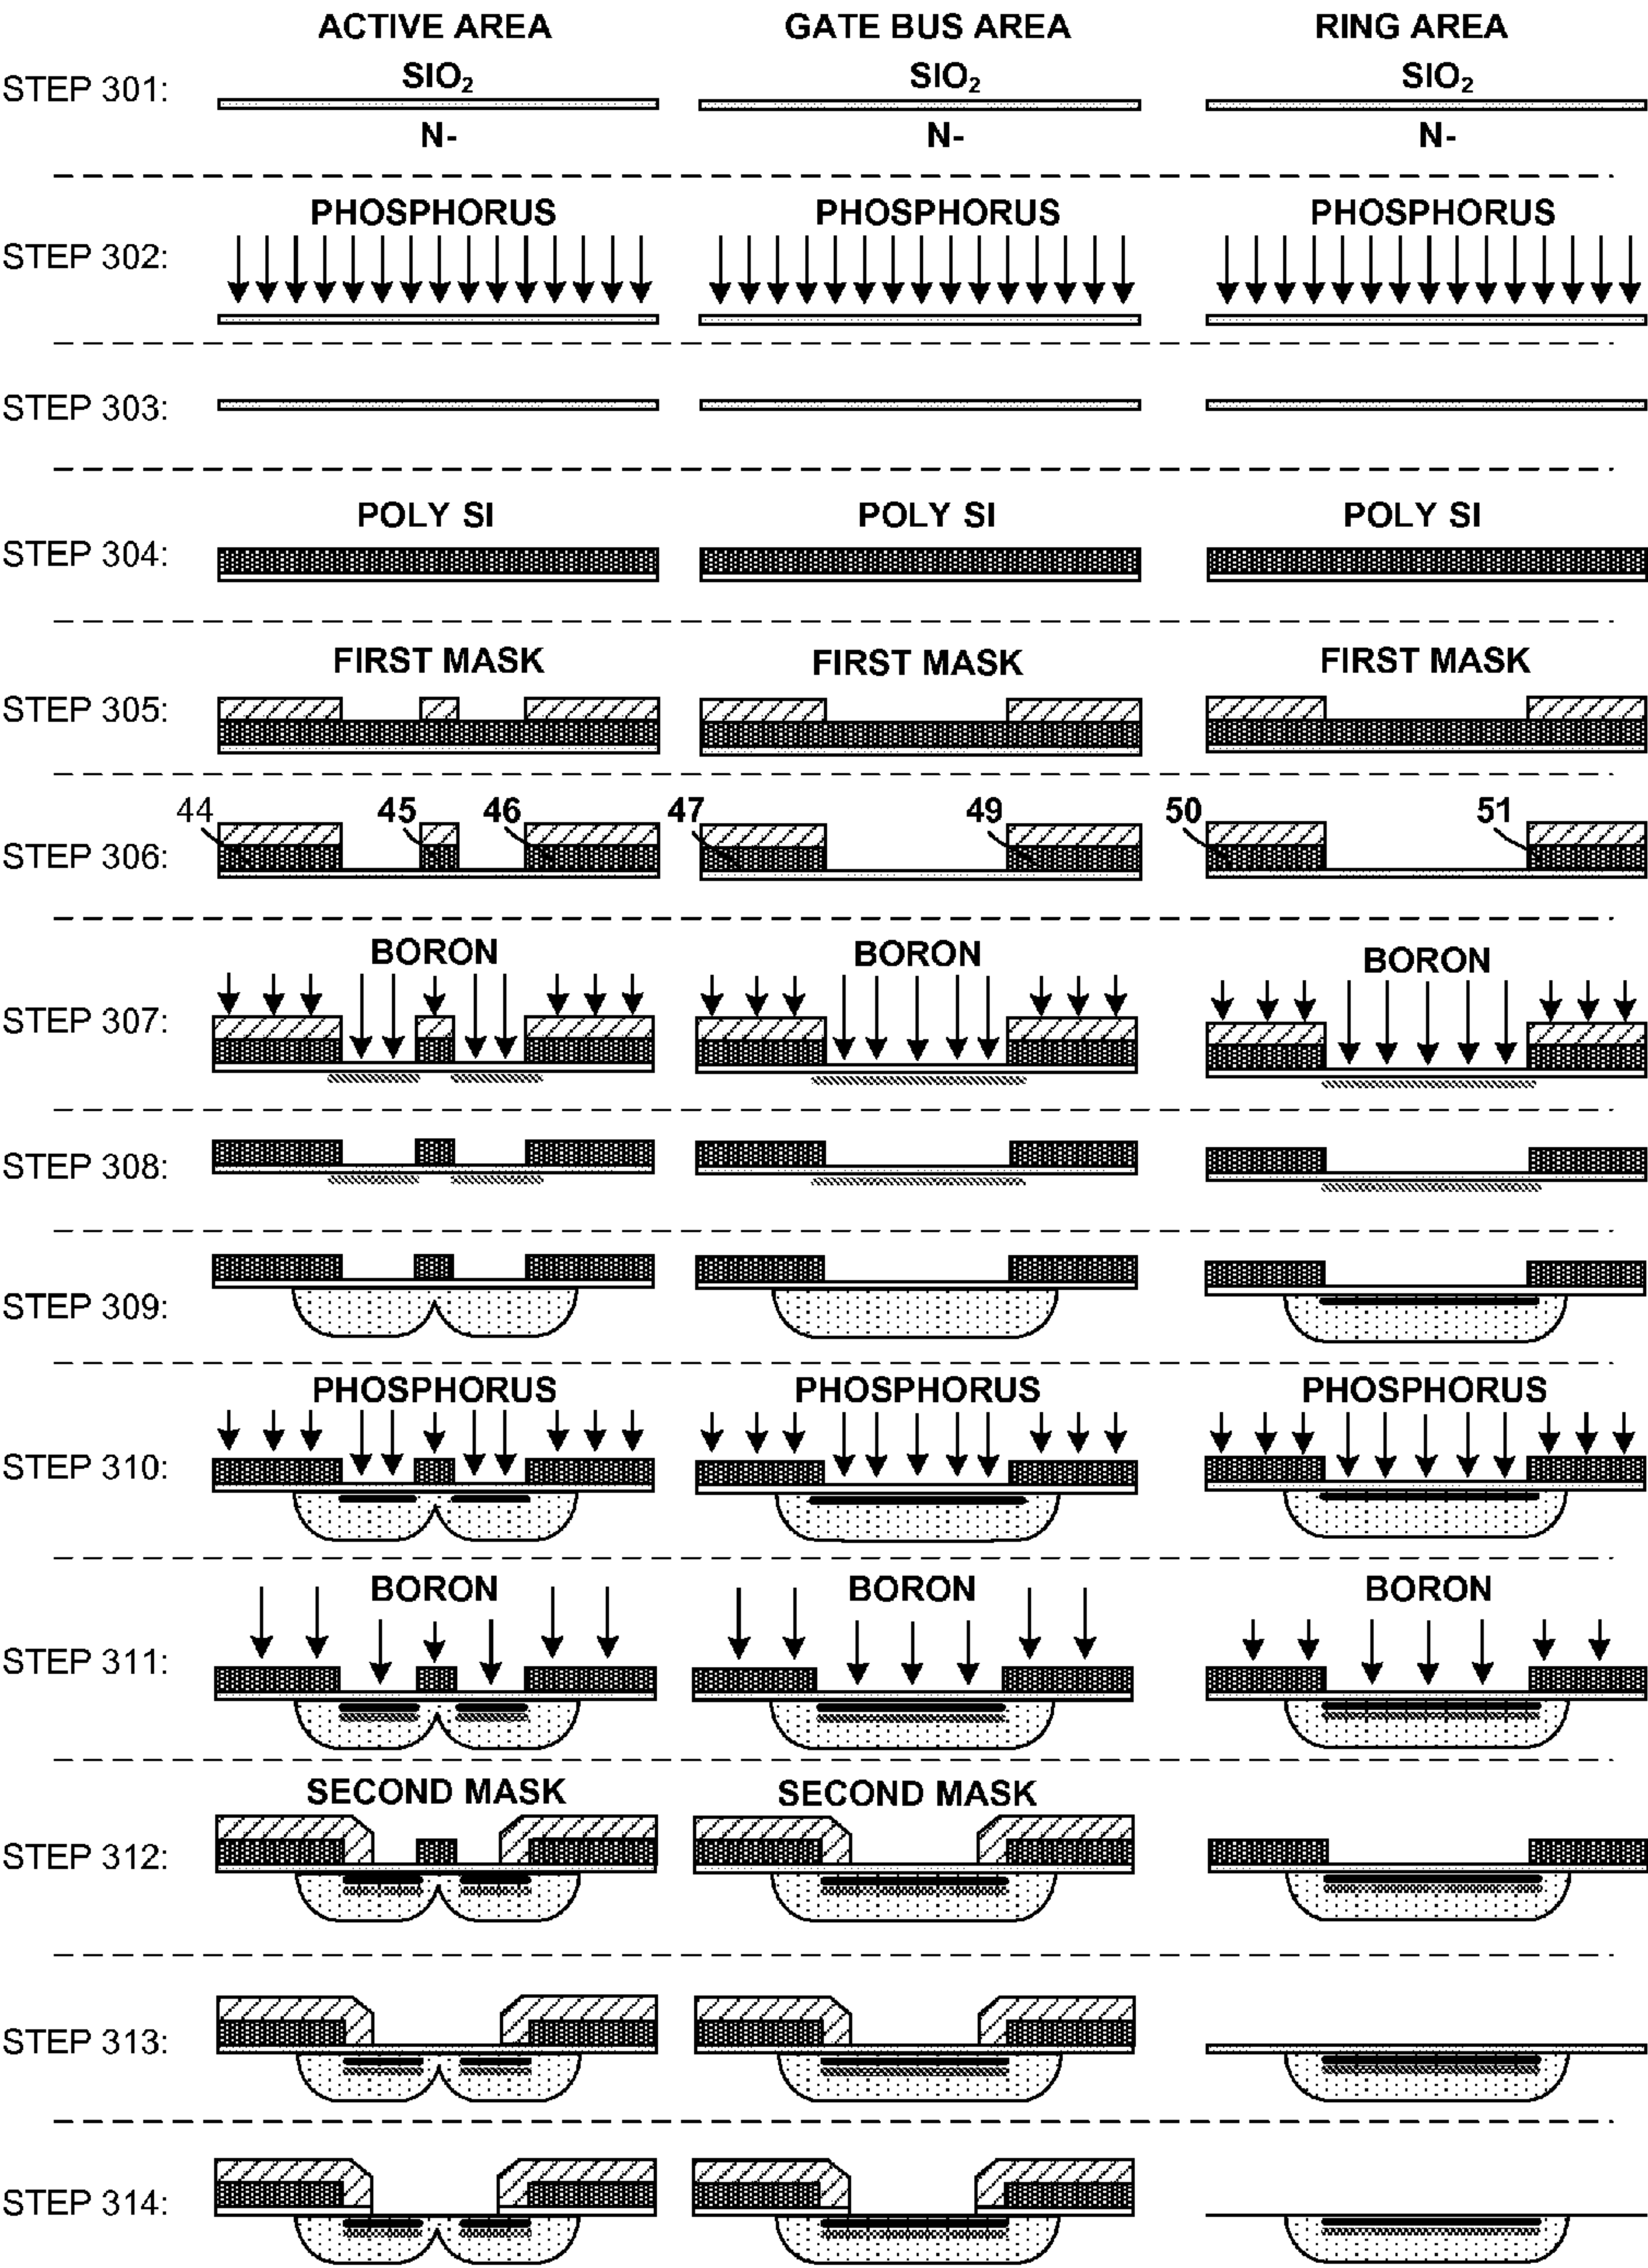 ACTIVE AREA GATE BUS AREA RING AREA
STEP 301: SIO₂ SIO₂ SIO₂
N- N- N-
PHOSPHORUS PHOSPHORUS PHOSPHORUS
STEP 302:
STEP 303:
POLY SI POLY SI POLY SI
STEP 304:
FIRST MASK FIRST MASK FIRST MASK
STEP 305:
44 45 46 47 49 50 51
STEP 306:
BORON BORON BORON
STEP 307:
STEP 308:
STEP 309:
PHOSPHORUS PHOSPHORUS PHOSPHORUS
STEP 310:
BORON BORON BORON
STEP 311:
SECOND MASK SECOND MASK
STEP 312:
STEP 313:
STEP 314: